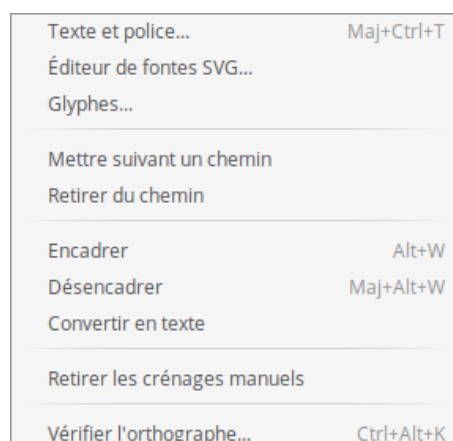 Texte et police... Maj+Ctrl+T
Éditeur de fontes SVG...
Glyphes...
Mettre suivant un chemin
Retirer du chemin
Encadrer Alt+W
Désencadrer Maj+Alt+W
Convertir en texte
Retirer les crénages manuels
Vérifier l'orthographe... Ctrl+Alt+K